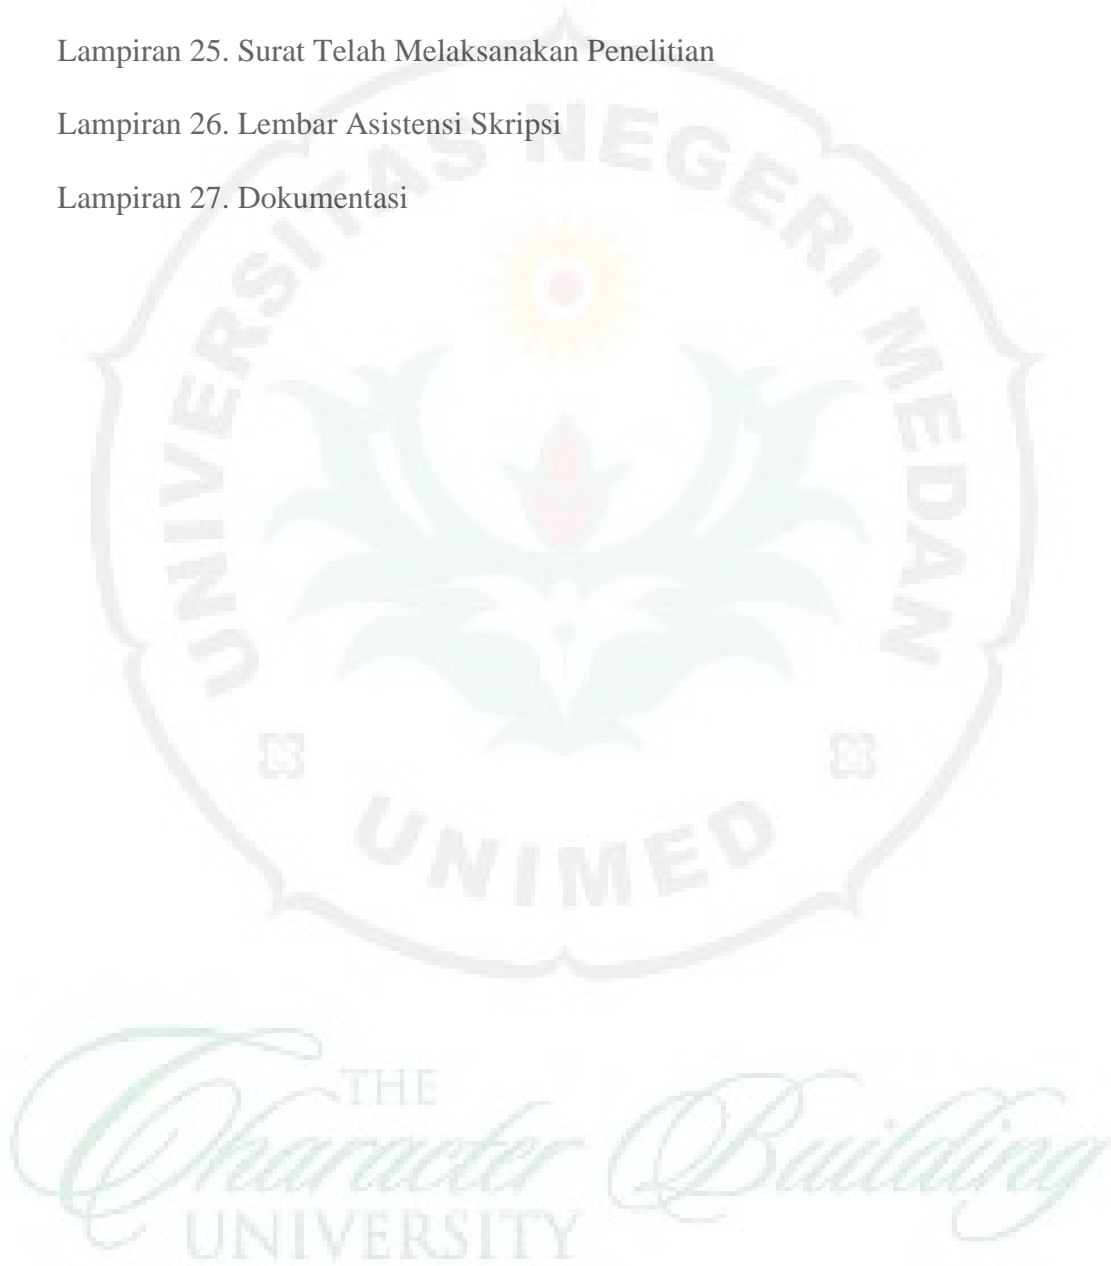 Lampiran 25. Surat Telah Melaksanakan Penelitian
Lampiran 26. Lembar Asistensi Skripsi
Lampiran 27. Dokumentasi
UNIVERSITAS NEGERI MEDAN
UNIMED
THE
Character Building
UNIVERSITY